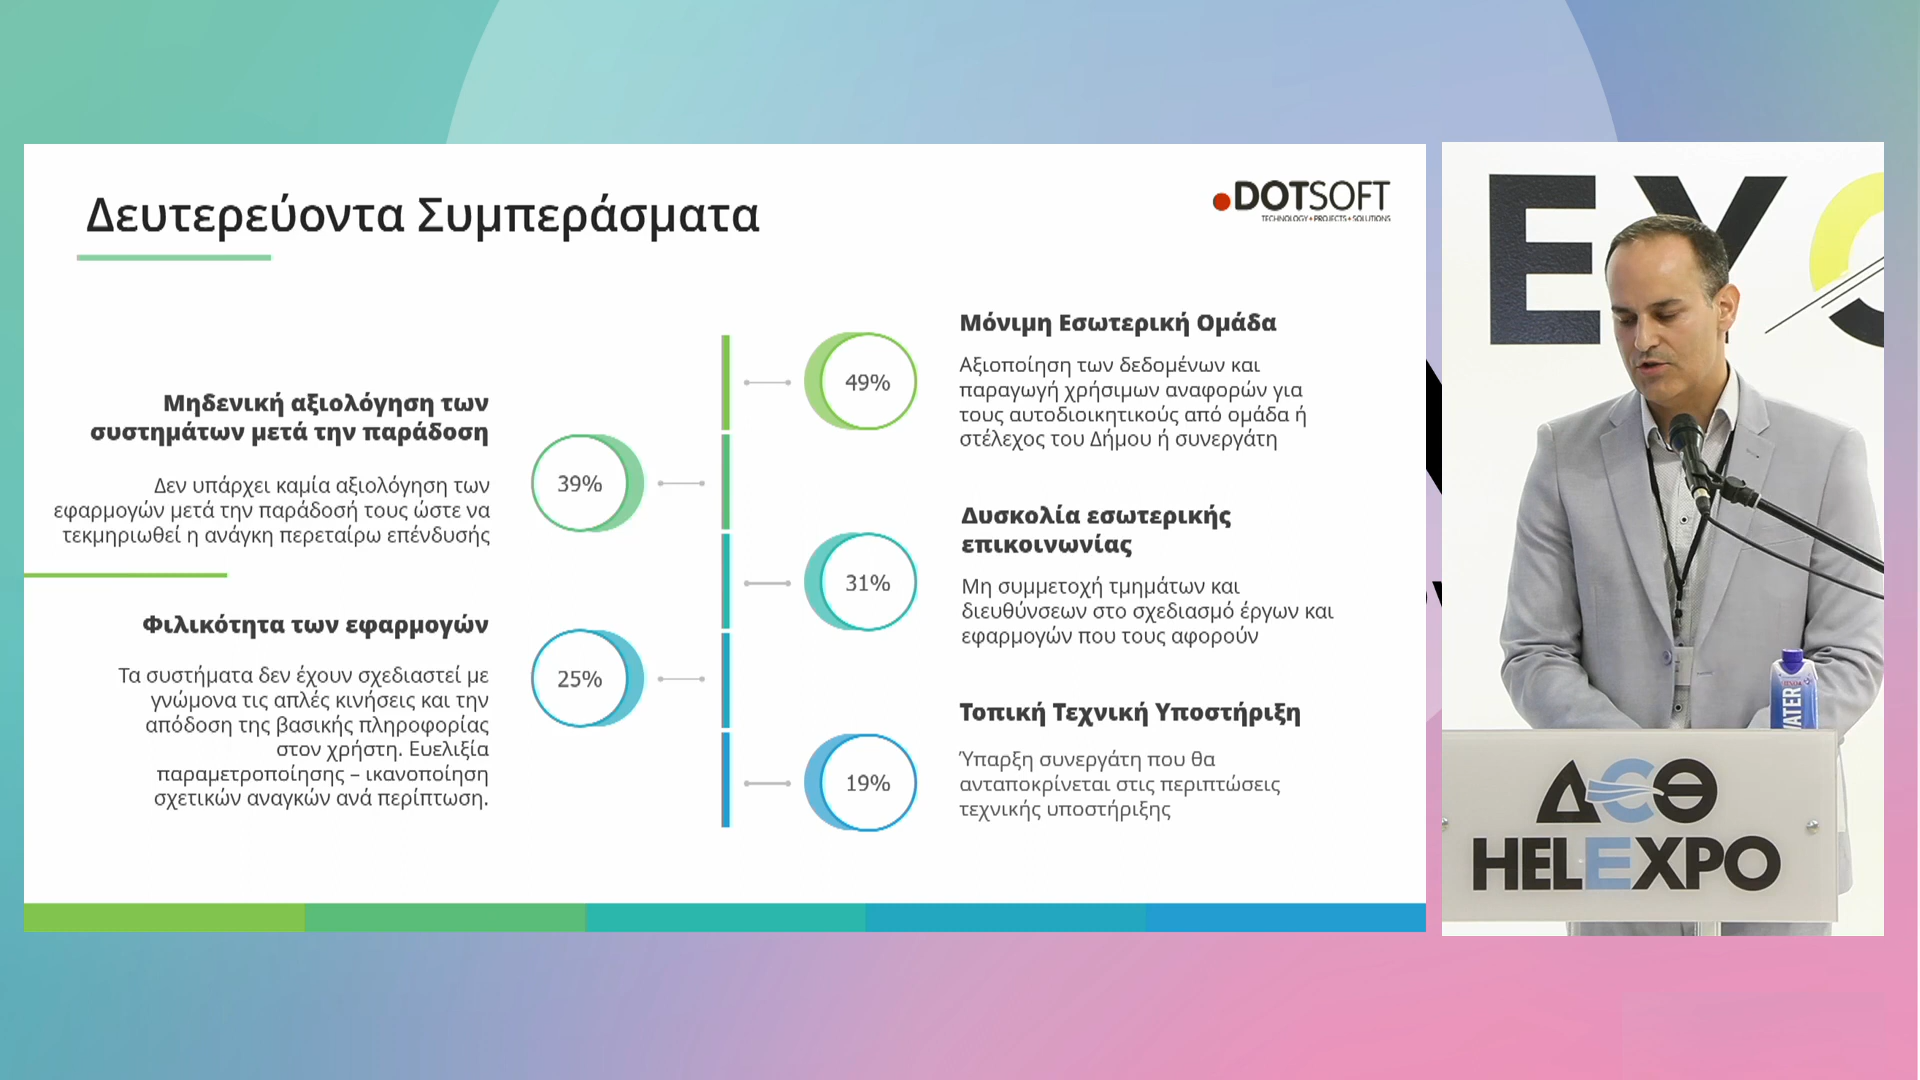 Δευτερεύοντα Συμπεράσματα
DOTSOFT
TECHNOLOGY+PROJECTS+SOLUTIONS
Μηδενική αξιολόγηση των
συστημάτων μετά την παράδοση
Δεν υπάρχει καμία αξιολόγηση των
εφαρμογών μετά την παράδοσή τους ώστε να
τεκμηριωθεί η ανάγκη περεταίρω επένδυσής
39%
Φιλικότητα των εφαρμογών
Τα συστήματα δεν έχουν σχεδιαστεί με
γνώμονα τις απλές κινήσεις και την
απόδοση της βασικής πληροφορίας
στον χρήστη. Ευελιξία
παραμετροποίησης – ικανοποίηση
σχετικών αναγκών ανά περίπτωση.
25%
49%
Μόνιμη Εσωτερική Ομάδα
Αξιοποίηση των δεδομένων και
παραγωγή χρήσιμων αναφορών για
τους αυτοδιοικητικούς από ομάδα ή
στέλεχος του Δήμου ή συνεργάτη
31%
Δυσκολία εσωτερικής
επικοινωνίας
Μη συμμετοχή τμημάτων και
διευθύνσεων στο σχεδιασμό έργων και
εφαρμογών που τους αφορούν
19%
Τοπική Τεχνική Υποστήριξη
Ύπαρξη συνεργάτη που θα
ανταποκρίνεται στις περιπτώσεις
τεχνικής υποστήριξης
WATER
ΔΕΘ
HELEXPO